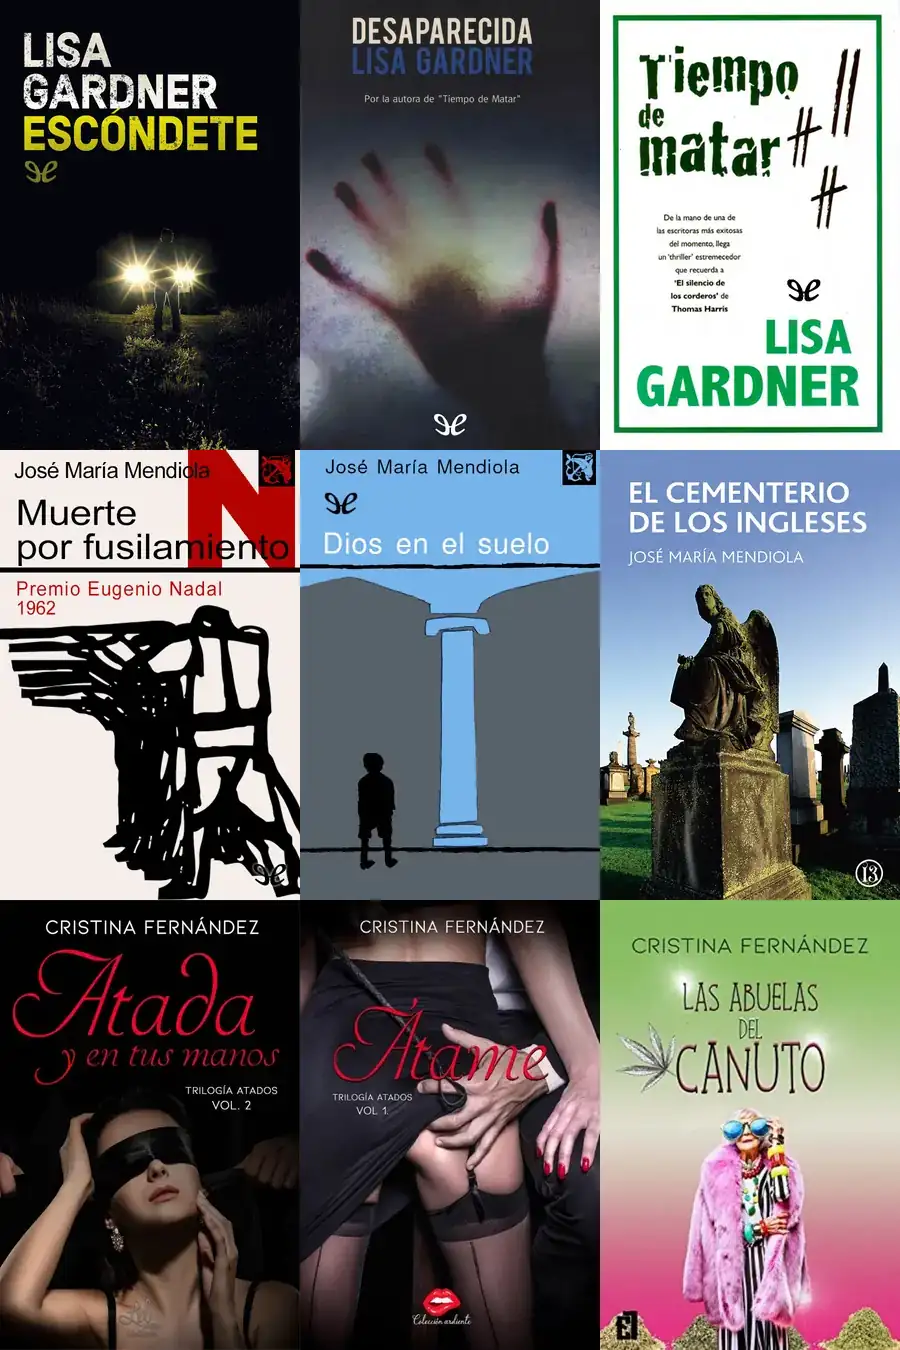 LISA
GARDNER
ESCÓNDETE
DESAPARECIDA
LISA GARDNER
Por la autora de "Tiempo de Matar"
Tiempo
de
matar
De la mano de una de
las escritoras más exitosas
del momento, llega
un 'thriller' estremecedor
que recuerda a
'El silencio de
los corderos' de
Thomas Harris
LISA
GARDNER
José María Mendiola
N
Muerte
por fusilamiento
Premio Eugenio Nadal
1962
José María Mendiola
Dios en el suelo
EL CEMENTERIO
DE LOS INGLESES
JOSÉ MARÍA MENDIOLA
13
CRISTINA FERNÁNDEZ
Atada
y en tus manos
TRILOGÍA ATADOS
VOL. 2
CRISTINA FERNÁNDEZ
Átame
TRILOGÍA ATADOS
VOL 1.
Colección ardiente
CRISTINA FERNÁNDEZ
LAS ABUELAS
DEL
CANUTO